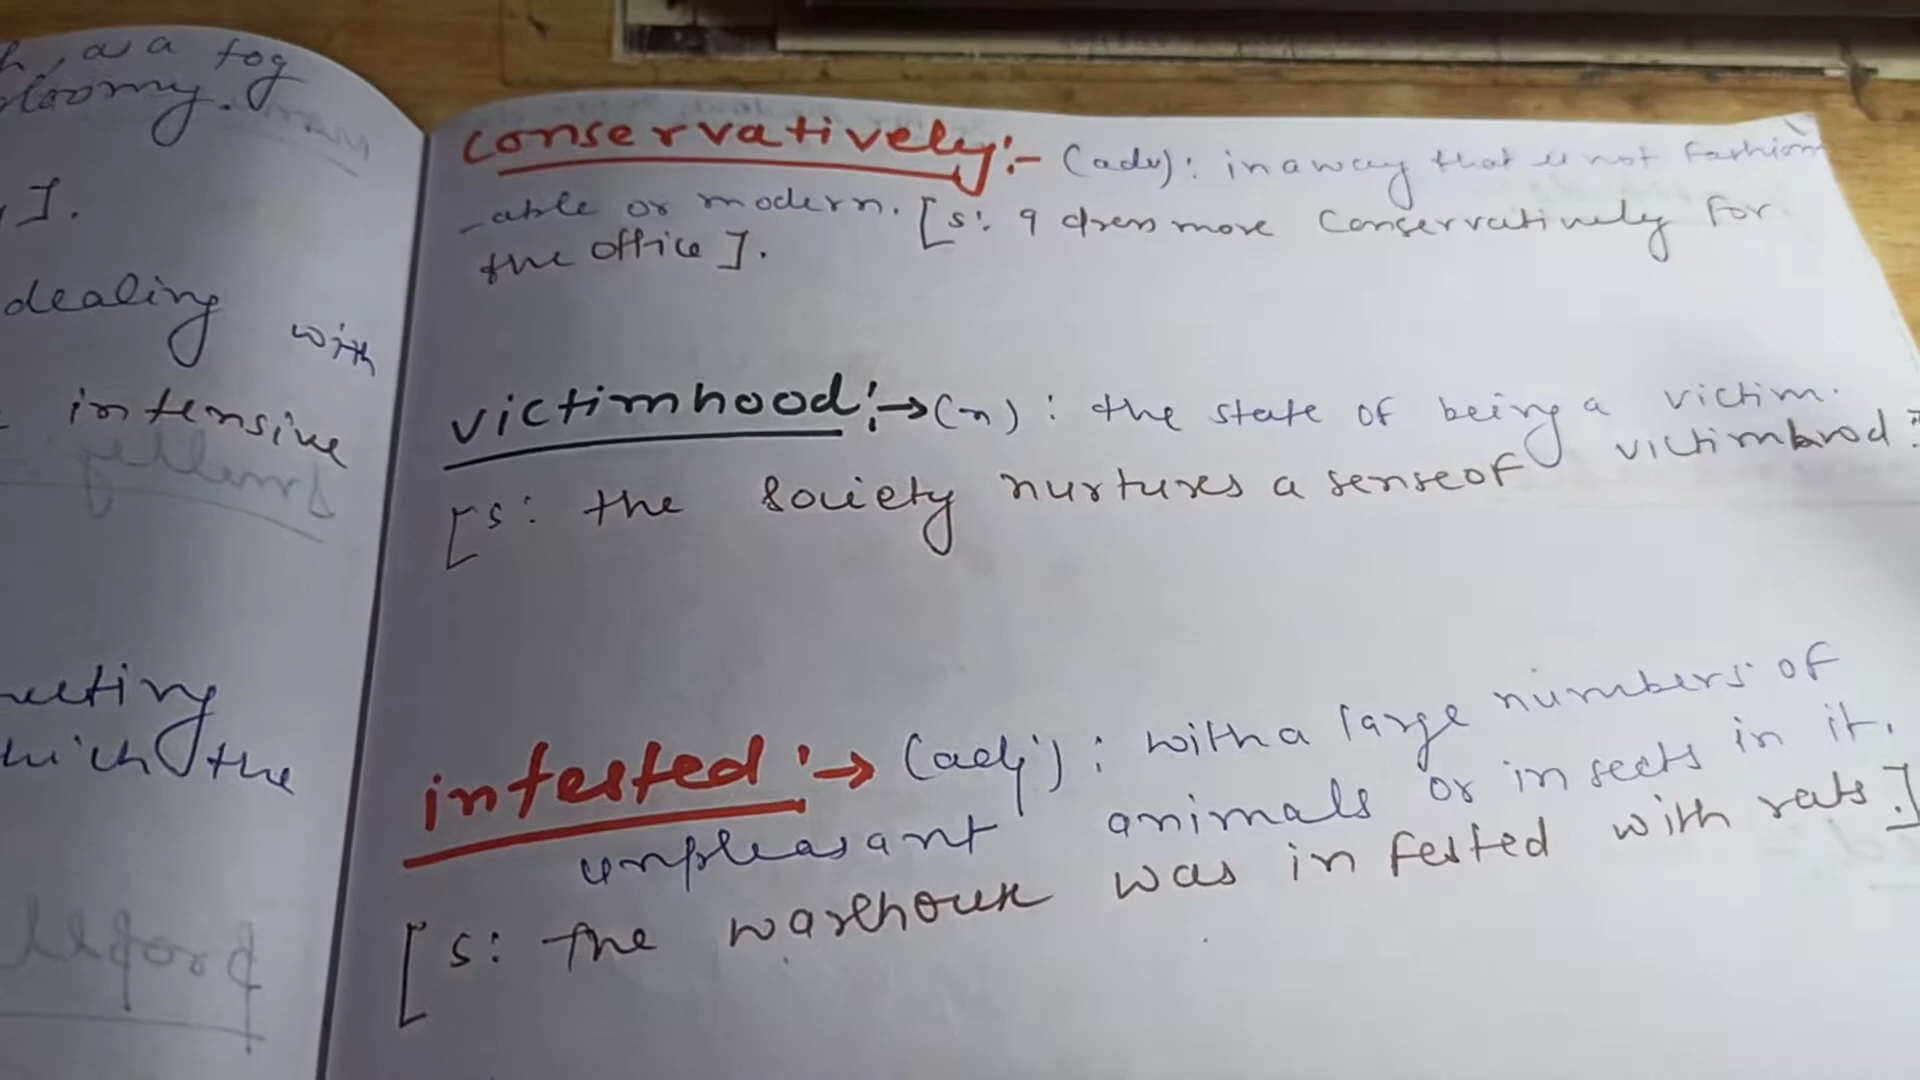 as a fog
gloomy.
].
dealing with
intensive
meeting
which the
conservatively:- (adv): in a way that is not fashion
-able or modern. [s: I dress more conservatively for
the office].
victimhood:→(n): the state of being a victim.
[s: the society nurtures a sense of victimhood]
infested:→ (adj): with a large numbers of
unpleasant animals or insects in it.
[s: The warehouse was infested with rats.]